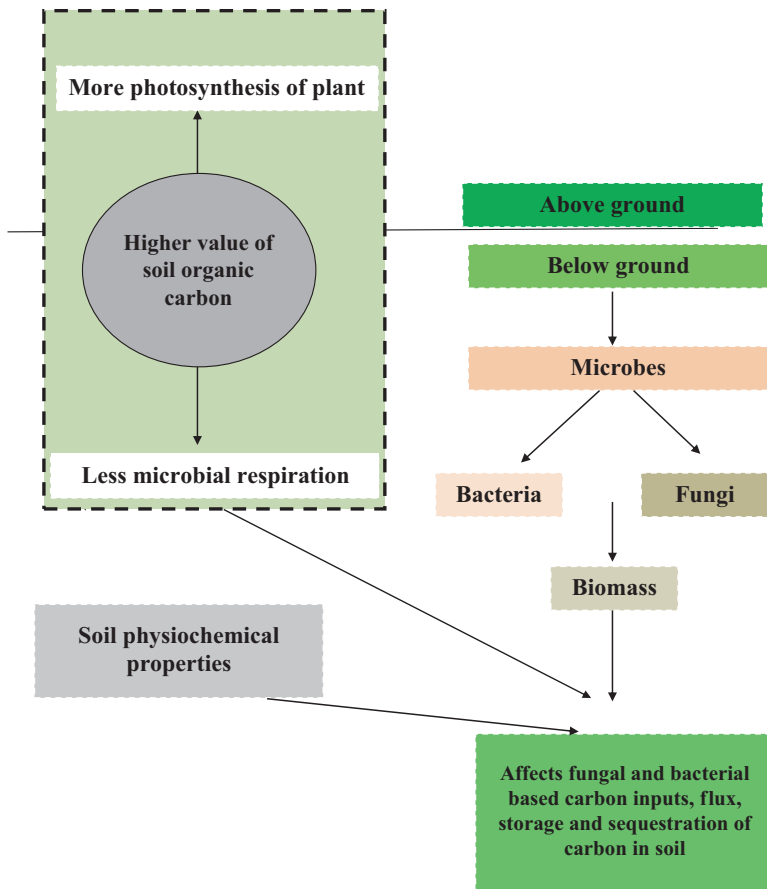 More photosynthesis of plant
Higher value of
soil organic
carbon
Less microbial respiration
Above ground
Below ground
Microbes
Bacteria
Fungi
Biomass
Soil physiochemical
properties
Affects fungal and bacterial
based carbon inputs, flux,
storage and sequestration of
carbon in soil